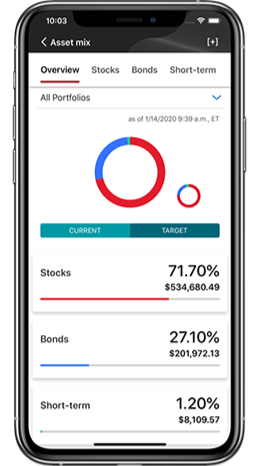 9:03
Asset mix
[+]
Overview Stocks Bonds Short-term
All Portfolios
as of 1/14/2020 9:39 a.m., ET
CURRENT TARGET
Stocks 71.70%
$534,680.49
Bonds 27.10%
$201,972.13
Short-term 1.20%
$8,109.57